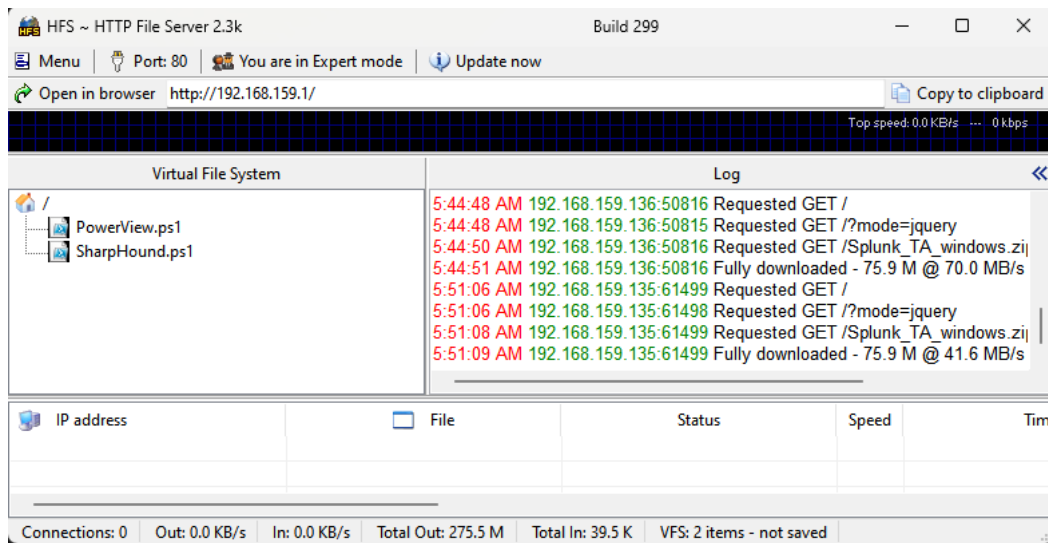 HFS ~ HTTP File Server 2.3k Build 299
Menu Port: 80 You are in Expert mode Update now
Open in browser http://192.168.159.1/ Copy to clipboard
Top speed: 0.0 KB/s --- 0 kbps
Virtual File System
/
PowerView.ps1
SharpHound.ps1
Log
5:44:48 AM 192.168.159.136:50816 Requested GET /
5:44:48 AM 192.168.159.136:50815 Requested GET /?mode=jquery
5:44:50 AM 192.168.159.136:50816 Requested GET /Splunk_TA_windows.zi
5:44:51 AM 192.168.159.136:50816 Fully downloaded - 75.9 M @ 70.0 MB/s
5:51:06 AM 192.168.159.135:61499 Requested GET /
5:51:06 AM 192.168.159.135:61498 Requested GET /?mode=jquery
5:51:08 AM 192.168.159.135:61499 Requested GET /Splunk_TA_windows.zi
5:51:09 AM 192.168.159.135:61499 Fully downloaded - 75.9 M @ 41.6 MB/s
IP address File Status Speed Tim
Connections: 0 Out: 0.0 KB/s In: 0.0 KB/s Total Out: 275.5 M Total In: 39.5 K VFS: 2 items - not saved